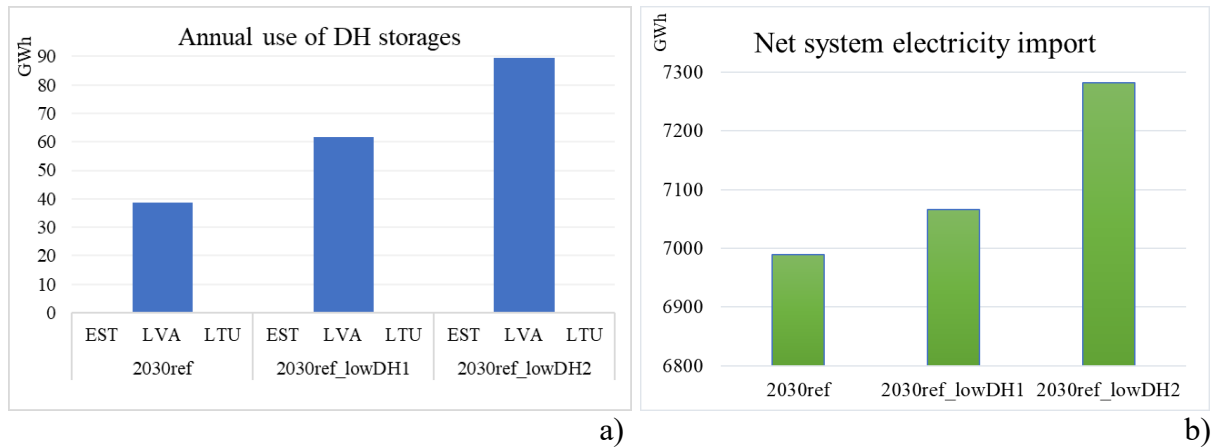 Annual use of DH storages
GWh
90
80
70
60
50
40
30
20
10
0
EST LVA LTU EST LVA LTU EST LVA LTU
2030ref 2030ref_lowDH1 2030ref_lowDH2
a)
Net system electricity import
GWh
7300
7200
7100
7000
6900
6800
2030ref 2030ref_lowDH1 2030ref_lowDH2
b)